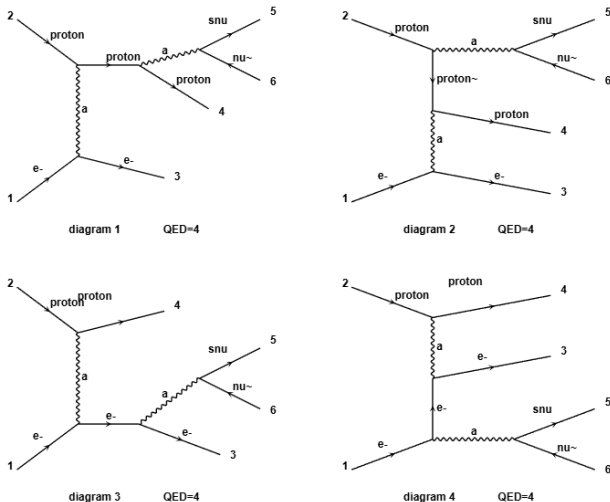 2
proton
proton
a
snu
5
nu~
6
proton
4
a
e-
e-
3
1
diagram 1 QED=4
2
proton
a
snu
5
nu~
6
proton~
proton
4
a
e-
e-
3
1
diagram 2 QED=4
2
proton
proton
4
a
snu
5
a
nu~
6
e-
e-
e-
3
1
diagram 3 QED=4
2
proton
proton
4
a
e-
3
e-
snu
5
e-
a
nu~
6
1
diagram 4 QED=4